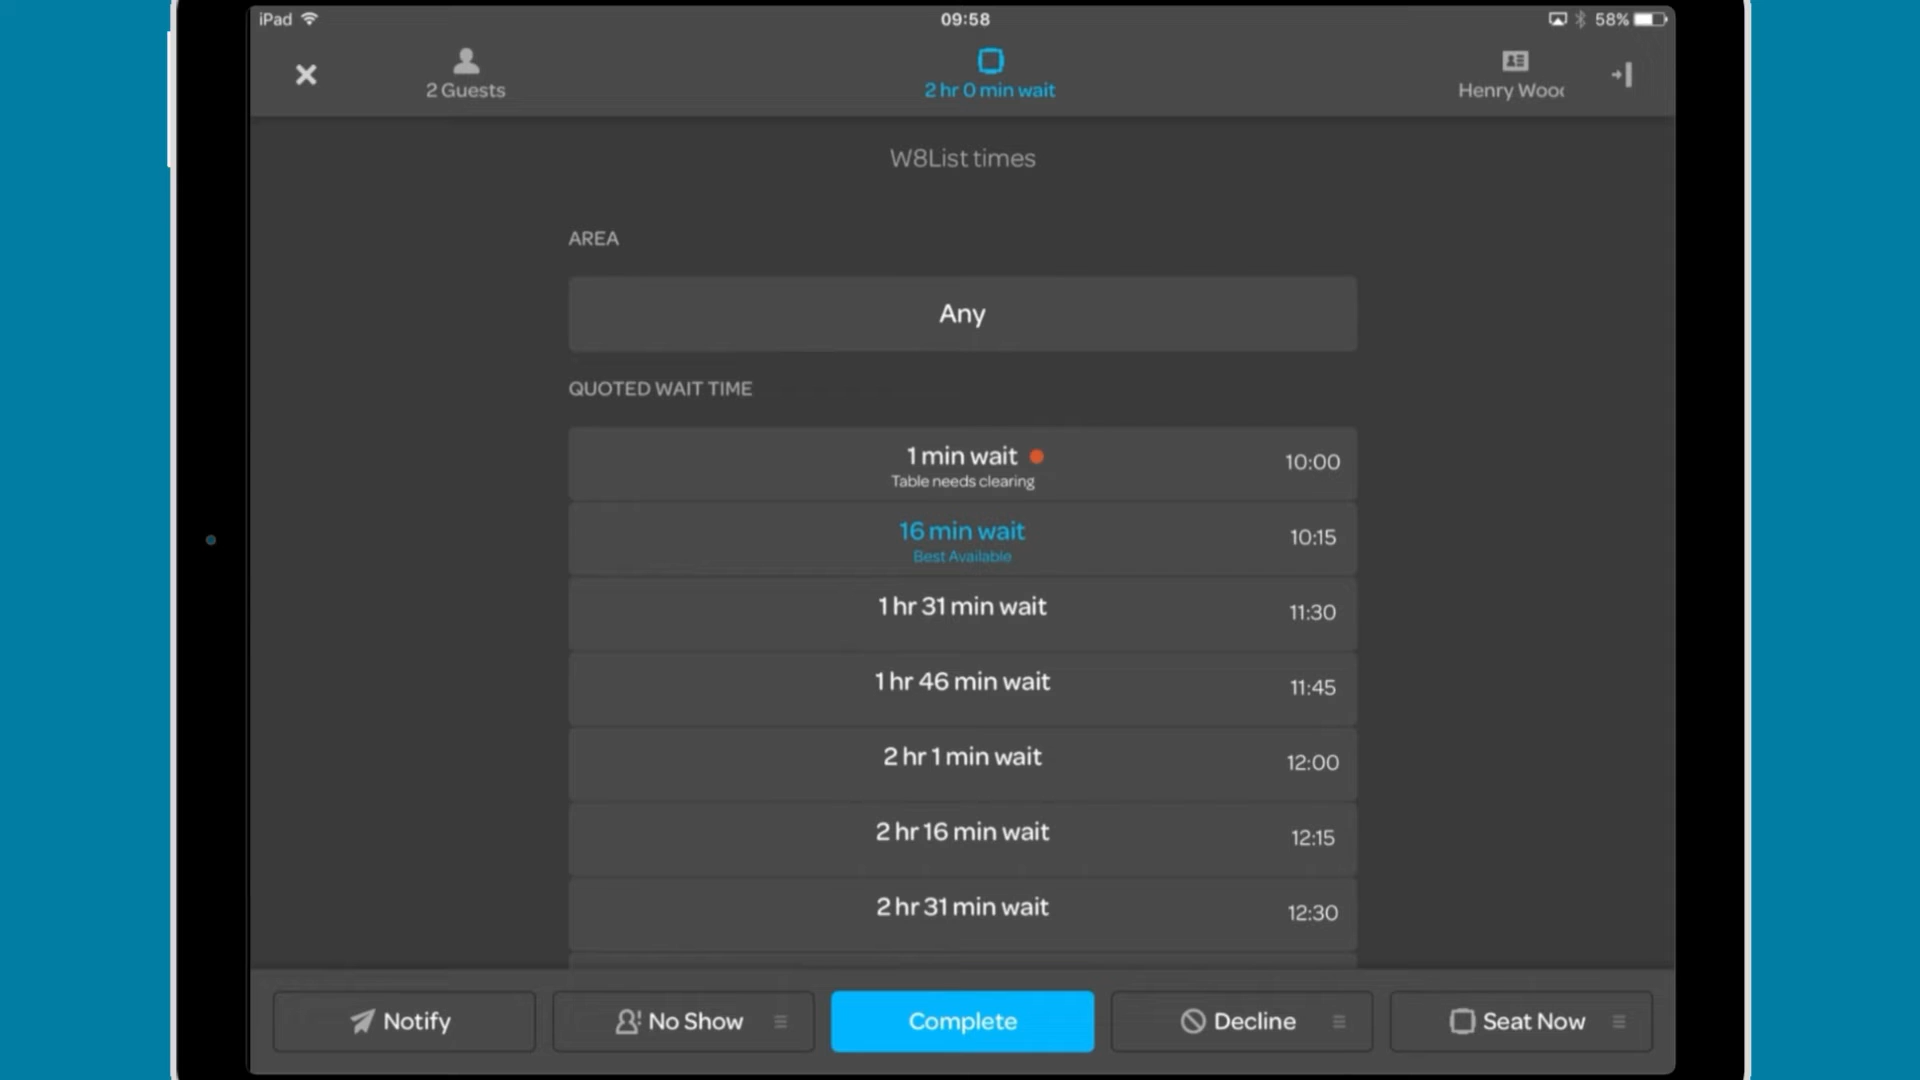 iPad
09:58
58%
2 Guests
2 hr 0 min wait
Henry
W8List times
AREA
Any
QUOTED WAIT TIME
1 min wait
Table needs clearing
10:00
16 min wait
Best Available
10:15
1 hr 31 min wait
11:30
1 hr 46 min wait
11:45
2 hr 1 min wait
12:00
2 hr 16 min wait
12:15
2 hr 31 min wait
12:30
Notify
No Show
Complete
Decline
Seat Now